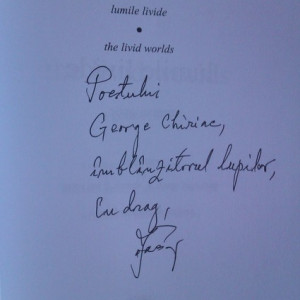 lumile livide
•
the livid worlds
Poetului
George Chiriac,
îmblânzitorul lupilor,
cu drag,